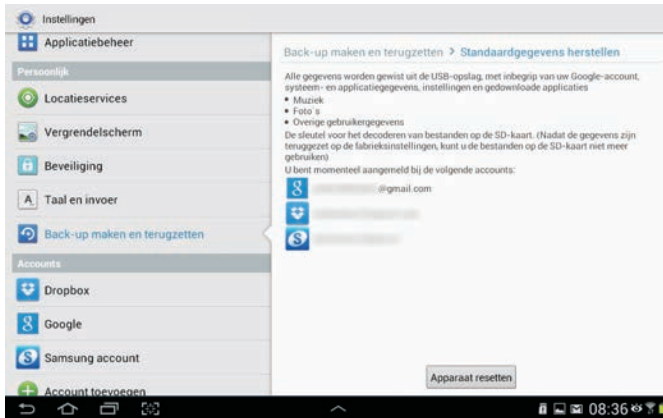 Instellingen
Applicatiebeheer
Persoonlijk
Locatieservices
Vergrendelscherm
Beveiliging
A Taal en invoer
Back-up maken en terugzetten
Accounts
Dropbox
8 Google
S Samsung account
Account toevoegen
Back-up maken en terugzetten > Standaardgegevens herstellen
Alle gegevens worden gewist uit de USB-opslag, met inbegrip van uw Google-account,
systeem- en applicatiegegevens, instellingen en gedownloade applicaties
• Muziek
• Foto's
• Overige gebruikergegevens
De sleutel voor het decoderen van bestanden op de SD-kaart. (Nadat de gegevens zijn
teruggezet op de fabrieksinstellingen, kunt u de bestanden op de SD-kaart niet meer
gebruiken)
U bent momenteel aangemeld bij de volgende accounts:
8 @gmail.com
S
Apparaat resetten
08:36